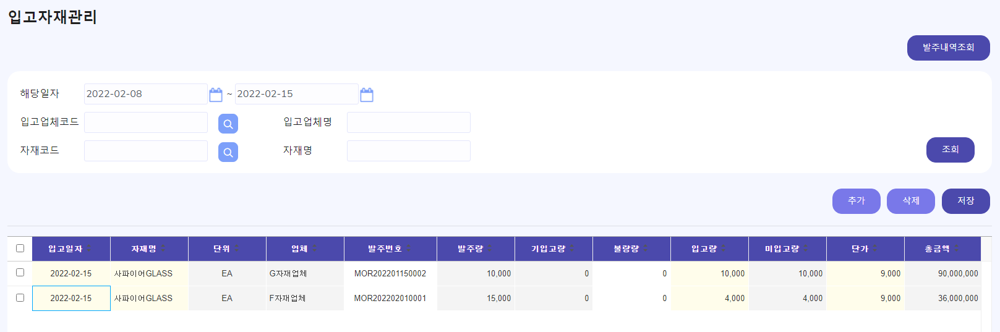 입고자재관리
발주내역조회
해당일자 2022-02-08 ~ 2022-02-15
입고업체코드 입고업체명
자재코드 자재명 조회
추가 삭제 저장
입고일자 자재명 단위 업체 발주번호 발주량 기입고량 불량량 입고량 미입고량 단가 총금액
2022-02-15 사파이어GLASS EA G자재업체 MOR202201150002 10,000 0 0 10,000 10,000 9,000 90,000,000
2022-02-15 사파이어GLASS EA F자재업체 MOR202202010001 15,000 0 0 4,000 4,000 9,000 36,000,000